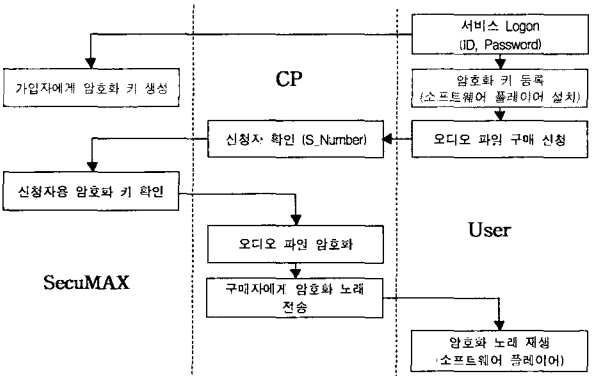 서비스 Logon
(ID, Password)
CP
가입자에게 암호화 키 생성
암호화 키 등록
(소프트웨어 플레이어 설치)
신청자 확인 (S_Number)
오디오 파일 구매 신청
신청자용 암호화 키 확인
오디오 파일 암호화
User
SecuMAX
구매자에게 암호화 노래
전송
암호화 노래 재생
(소프트웨어 플레이어)